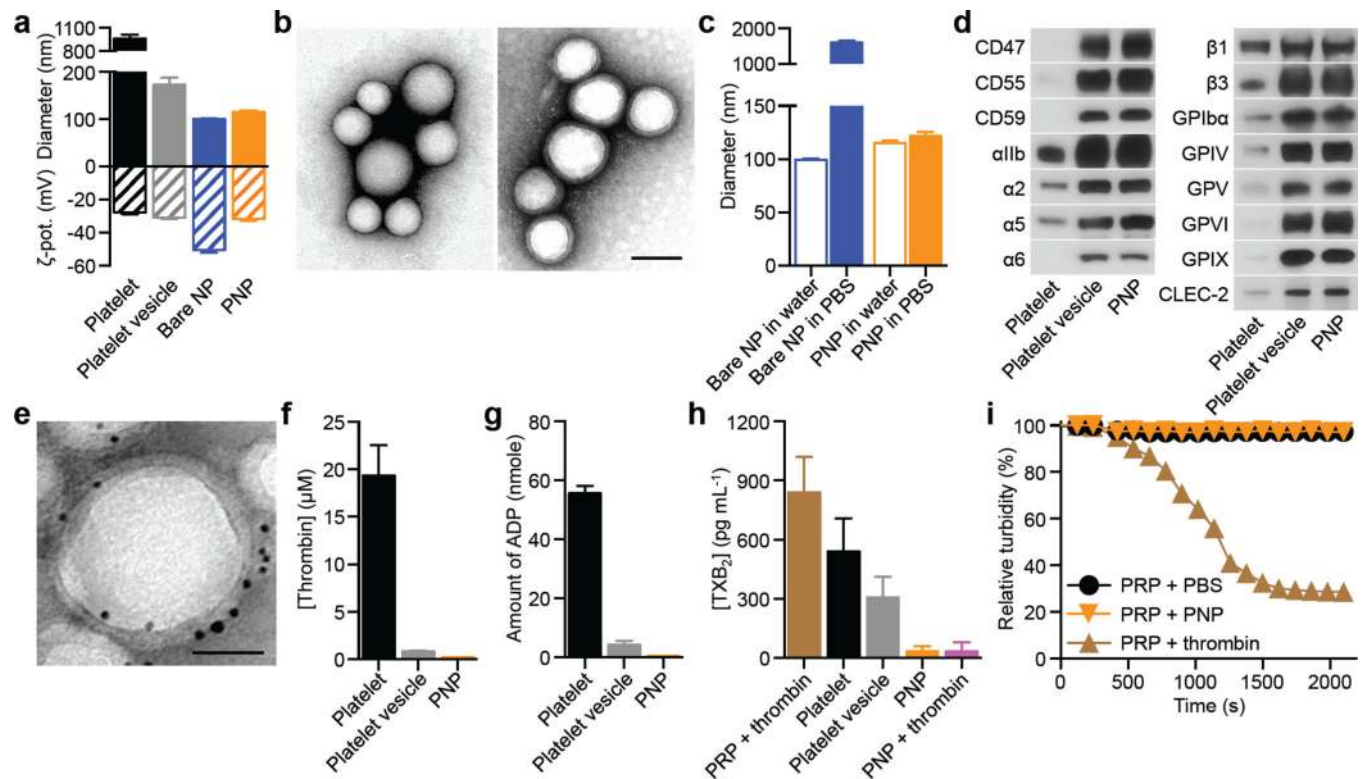 a
ζ-pot. (mV) Diameter (nm)
1100
800
200
100
0
-20
-40
-60
Platelet
Platelet vesicle
Bare NP
PNP
b
c
Diameter (nm)
2000
1000
150
100
50
0
Bare NP in water
Bare NP in PBS
PNP in water
PNP in PBS
d
CD47
CD55
CD59
αIIb
α2
α5
α6
Platelet
Platelet vesicle
PNP
β1
β3
GPIbα
GPIV
GPV
GPVI
GPIX
CLEC-2
Platelet
Platelet vesicle
PNP
e
f
[Thrombin] (μM)
25
20
15
10
5
0
Platelet
Platelet vesicle
PNP
g
Amount of ADP (nmole)
80
60
40
20
0
Platelet
Platelet vesicle
PNP
h
[TXB2] (pg mL-1)
1200
900
600
300
0
PRP + thrombin
Platelet
Platelet vesicle
PNP
PNP + thrombin
i
Relative turbidity (%)
100
80
60
40
20
0
PRP + PBS
PRP + PNP
PRP + thrombin
0 500 1000 1500 2000
Time (s)